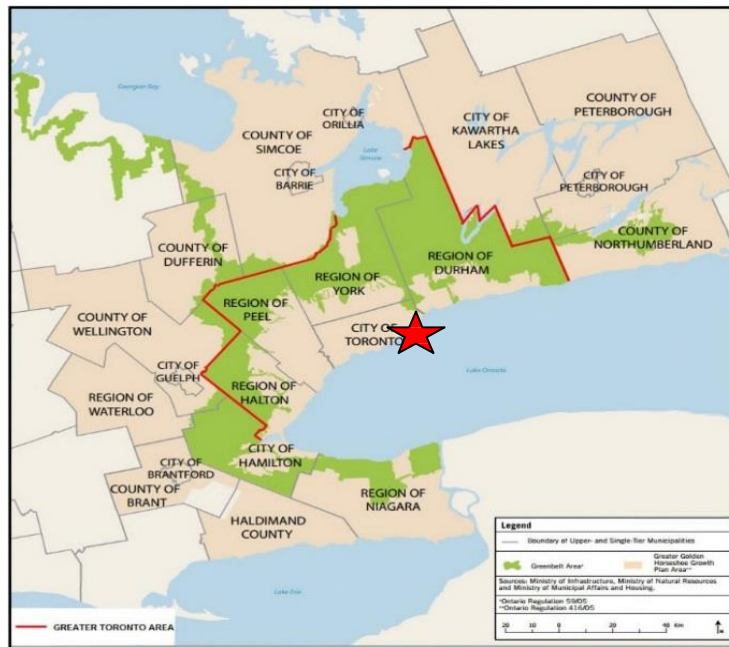 Georgian Bay
CITY OF
ORILLIA
COUNTY OF
SIMCOE
CITY OF
BARRIE
Lake
Simcoe
CITY OF
KAWARTHA
LAKES
COUNTY OF
PETERBOROUGH
CITY OF
PETERBOROUGH
COUNTY OF
NORTHUMBERLAND
COUNTY OF
DUFFERIN
REGION OF
DURHAM
REGION OF
YORK
REGION OF
PEEL
COUNTY OF
WELLINGTON
CITY OF
TORONTO
CITY OF
GUELPH
Lake Ontario
REGION OF
WATERLOO
REGION OF
HALTON
CITY OF
HAMILTON
CITY OF
BRANTFORD
COUNTY OF
BRANT
REGION OF
NIAGARA
HALDIMAND
COUNTY
Lake Erie
GREATER TORONTO AREA
Legend
Boundary of Upper- and Single-Tier Municipalities
Greenbelt Area*
Greater Golden
Horseshoe Growth
Plan Area**
Sources: Ministry of Infrastructure, Ministry of Natural Resources
and Ministry of Municipal Affairs and Housing.
*Ontario Regulation 59/05
**Ontario Regulation 416/05
20 0 20 40 Km